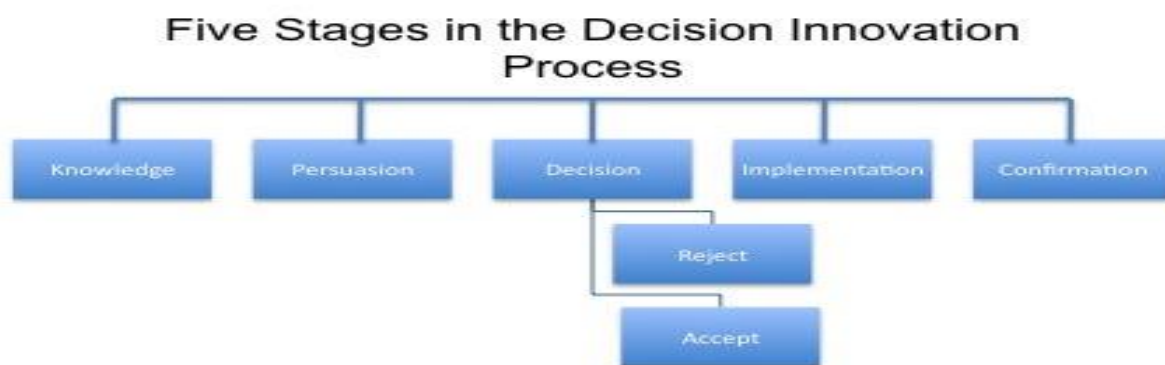 Five Stages in the Decision Innovation
Process
Knowledge
Persuasion
Decision
Implementation
Confirmation
Reject
Accept